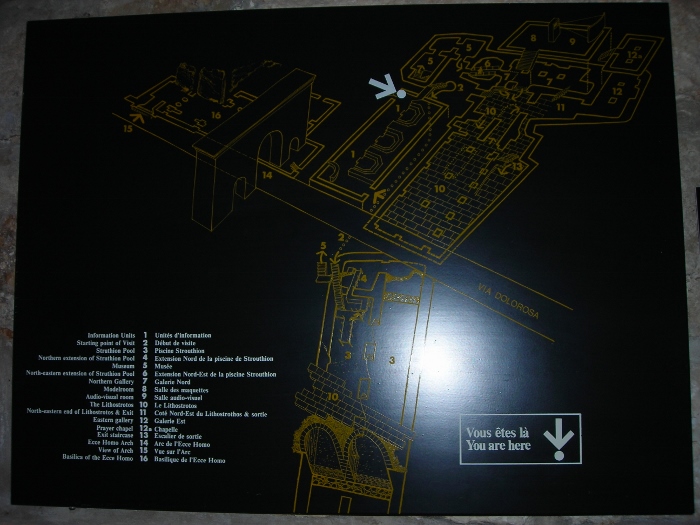 Information Units 1 Unités d'information
Starting point of Visit 2 Début de visite
Struthion Pool 3 Piscine Strouthion
Northern extension of Struthion Pool 4 Extension Nord de la piscine de Strouthion
Museum 5 Musée
North-eastern extension of Struthion Pool 6 Extension Nord-Est de la piscine Strouthion
Northern Gallery 7 Galerie Nord
Modelroom 8 Salle des maquettes
Audio-visual room 9 Salle audio-visuel
The Lithostrotos 10 Le Lithostrotos
North-eastern end of Lithostrotos & Exit 11 Coté Nord-Est du Lithostrothos & sortie
Eastern gallery 12 Galerie Est
Prayer chapel 12a Chapelle
Exit staircase 13 Escalier de sortie
Ecce Homo Arch 14 Arc de l'Ecce Homo
View of Arch 15 Vue sur l'Arc
Basilica of the Ecce Homo 16 Basilique de l'Ecce Homo
VIA DOLOROSA
Vous êtes là
You are here
5
5
6
7
8
9
12a
12
11
10
10
13
2
1
16
15
14
2
5
4
2
3
3
10